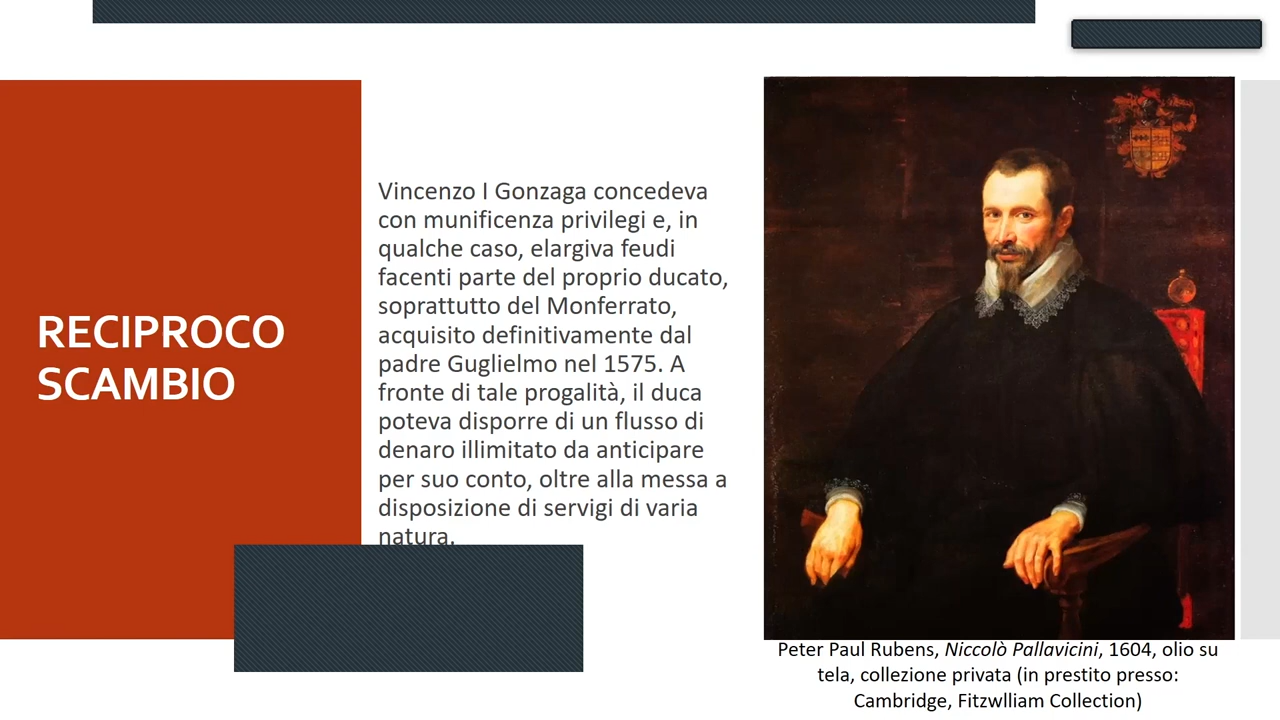 RECIPROCO
SCAMBIO
Vincenzo I Gonzaga concedeva
con munificenza privilegi e, in
qualche caso, elargiva feudi
facenti parte del proprio ducato,
soprattutto del Monferrato,
acquisito definitivamente dal
padre Guglielmo nel 1575. A
fronte di tale progalità, il duca
poteva disporre di un flusso di
denaro illimitato da anticipare
per suo conto, oltre alla messa a
disposizione di servigi di varia
natura.
Peter Paul Rubens, Niccolò Pallavicini, 1604, olio su
tela, collezione privata (in prestito presso:
Cambridge, Fitzwlliam Collection)